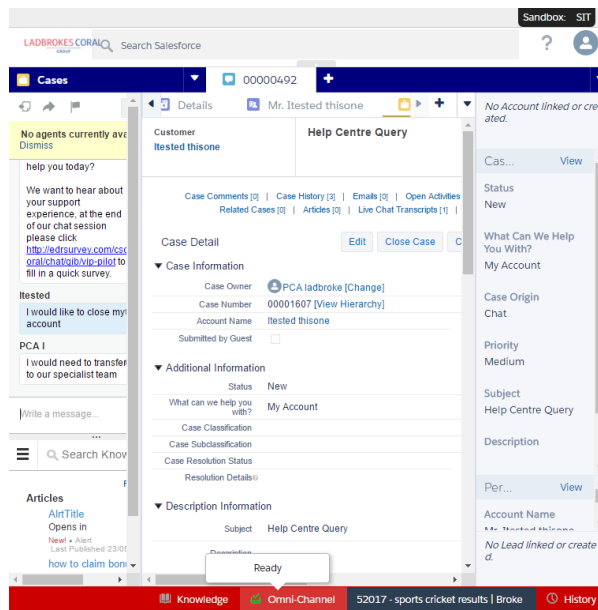 Sandbox: SIT
LADBROKES CORAL
GROUP
Search Salesforce
Cases
00000492
Details
Mr. Itested thisone
No agents currently ava
Dismiss
help you today?
We want to hear about
your support
experience, at the end
of our chat session
please click
http://edrsurvey.com/csc
oral/chat/gib/vip-pilot to
fill in a quick survey.
Itested
I would like to close my
account
PCA l
I would need to transfer
to our specialist team
Write a message...
Search Know
Articles
AlrtTitle
Opens in
New! • Alert
Last Published 23/05
how to claim bonu
Customer
Itested thisone
Help Centre Query
Case Comments [0] | Case History [3] | Emails [0] | Open Activities
Related Cases [0] | Articles [0] | Live Chat Transcripts [1] |
Case Detail
Edit
Close Case
C
Case Information
Case Owner PCA ladbroke [Change]
Case Number 00001607 [View Hierarchy]
Account Name Itested thisone
Submitted by Guest
Additional Information
Status New
What can we help you
with? My Account
Case Classification
Case Subclassification
Case Resolution Status
Resolution Details
Description Information
Subject Help Centre Query
Description
No Account linked or cre
ated.
Cas... View
Status
New
What Can We Help
You With?
My Account
Case Origin
Chat
Priority
Medium
Subject
Help Centre Query
Description
Per... View
Account Name
Mr. Itested thisone
No Lead linked or create
d.
Ready
Knowledge
Omni-Channel
52017 - sports cricket results | Broke
History